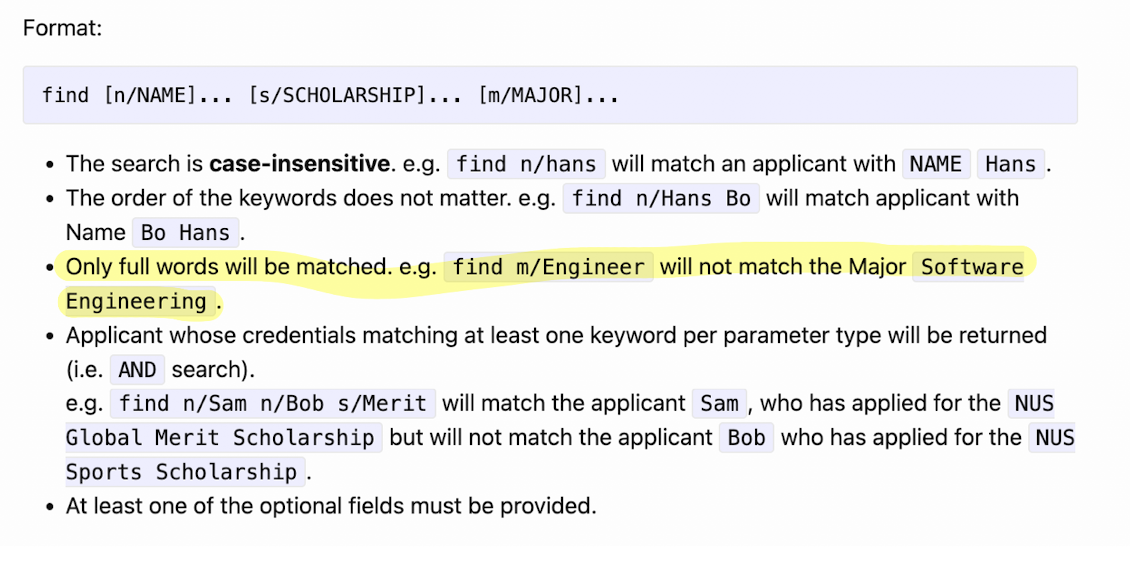 Format:
find [n/NAME]... [s/SCHOLARSHIP]... [m/MAJOR]...
• The search is case-insensitive. e.g. find n/hans will match an applicant with NAME Hans.
• The order of the keywords does not matter. e.g. find n/Hans Bo will match applicant with
Name Bo Hans.
• Only full words will be matched. e.g. find m/Engineer will not match the Major Software
Engineering.
• Applicant whose credentials matching at least one keyword per parameter type will be returned
(i.e. AND search).
e.g. find n/Sam n/Bob s/Merit will match the applicant Sam, who has applied for the NUS
Global Merit Scholarship but will not match the applicant Bob who has applied for the NUS
Sports Scholarship.
• At least one of the optional fields must be provided.